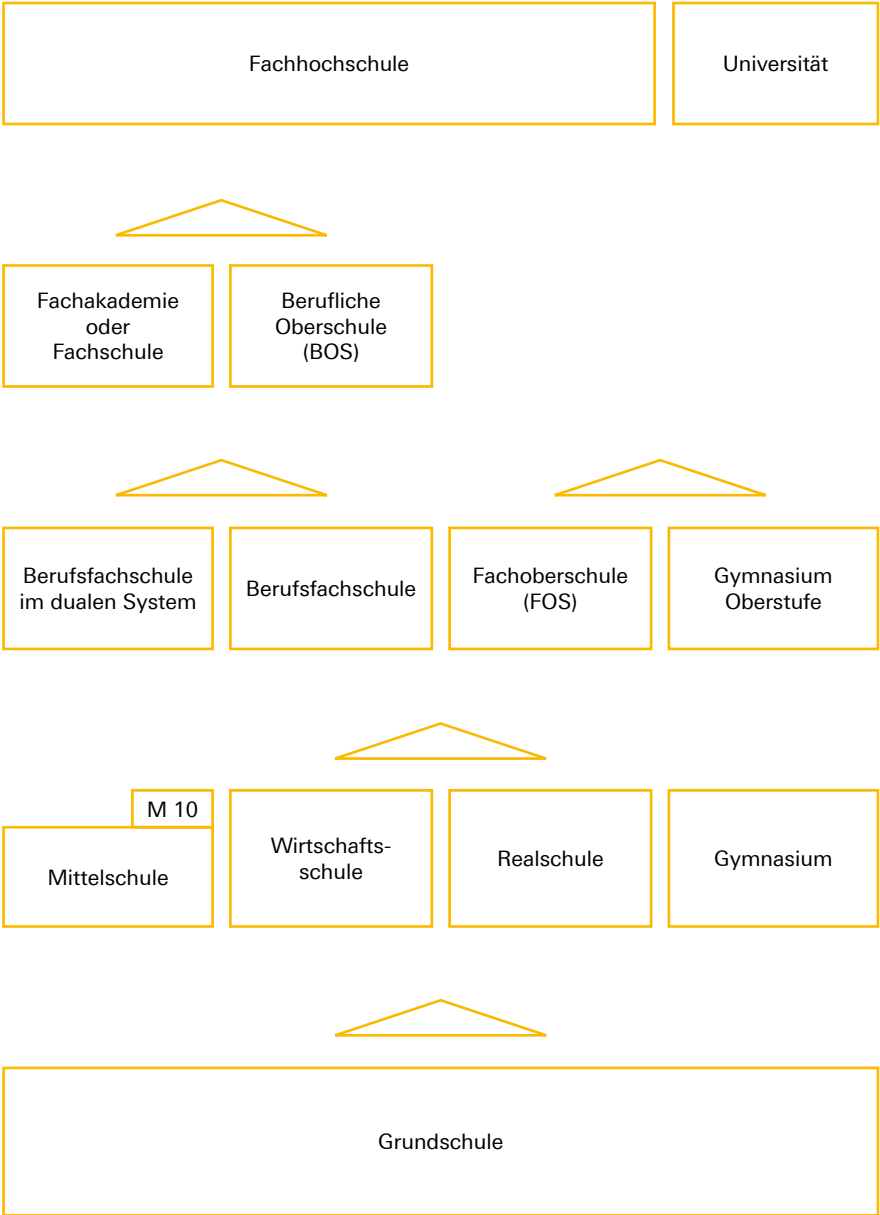 Fachhochschule
Universität
Fachakademie
oder
Fachschule
Berufliche
Oberschule
(BOS)
Berufsfachschule
im dualen System
Berufsfachschule
Fachoberschule
(FOS)
Gymnasium
Oberstufe
M 10
Mittelschule
Wirtschafts-
schule
Realschule
Gymnasium
Grundschule